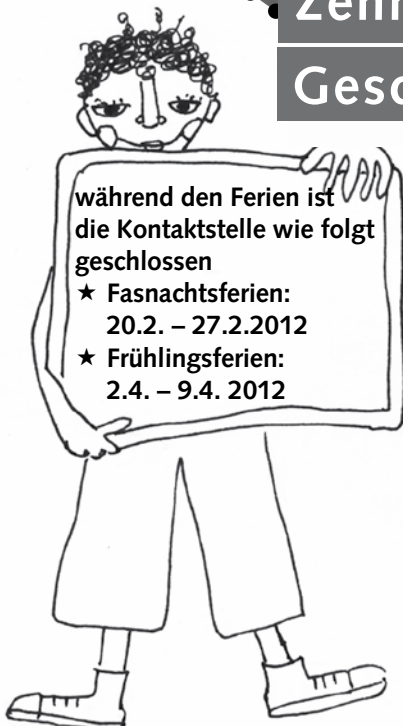 während den Ferien ist
die Kontaktstelle wie folgt
geschlossen
★ Fasnachtsferien:
20.2. – 27.2.2012
★ Frühlingsferien:
2.4. – 9.4. 2012